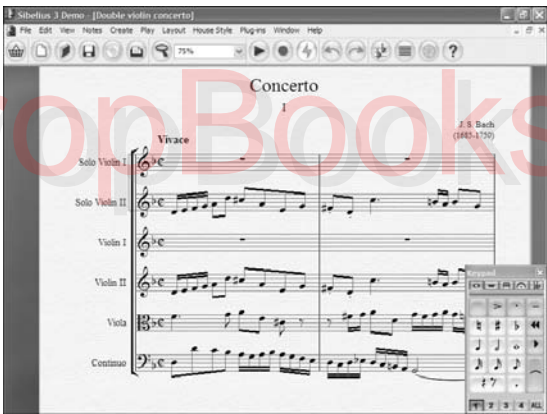 Sibelius 3 Demo - [Double violin concerto]
File Edit View Notes Create Play Layout House Style Plug-ins Window Help
75%
?
Concerto
I
J. S. Bach
(1685-1750)
ropBooks
Vivace
Solo Violin I
Solo Violin II
Violin I
Violin II
Viola
Continuo
Keypad
1 2 3 4 ALL